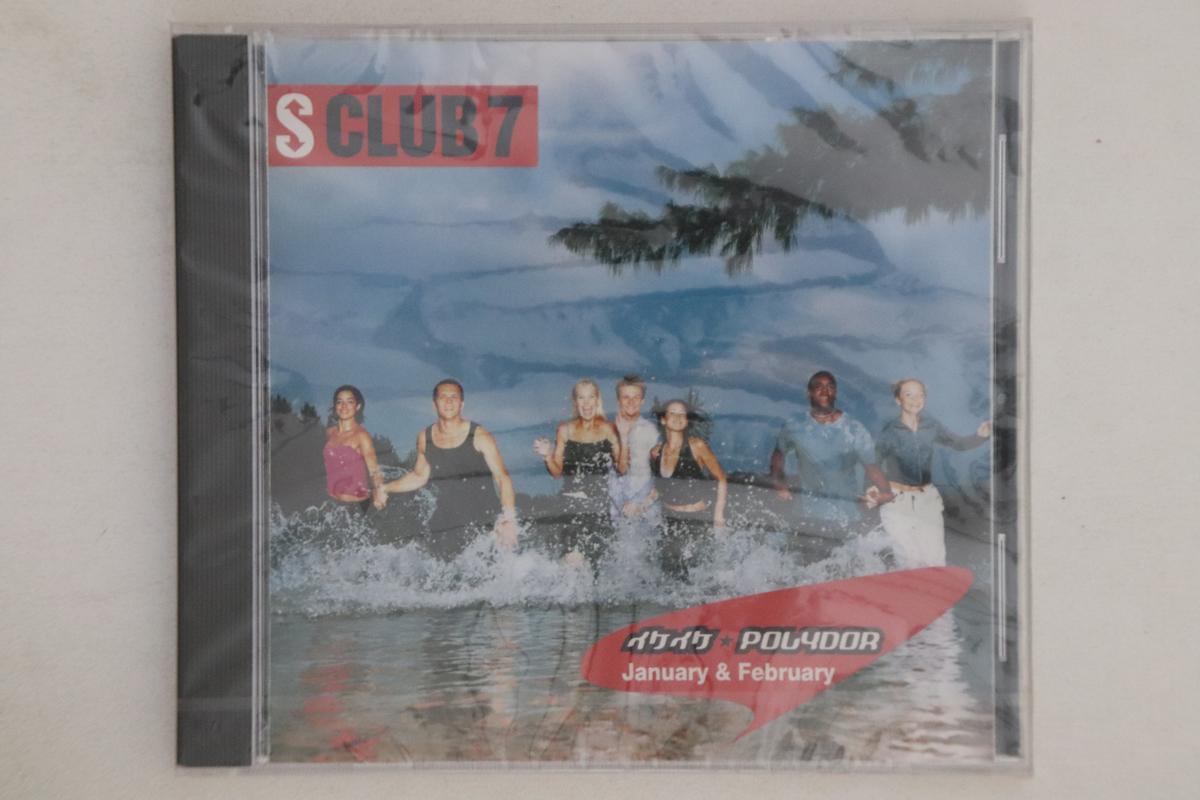 S CLUB 7
イケイケ★POLYDOR
January & February